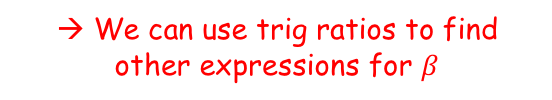 → We can use trig ratios to find
other expressions for 𝛽